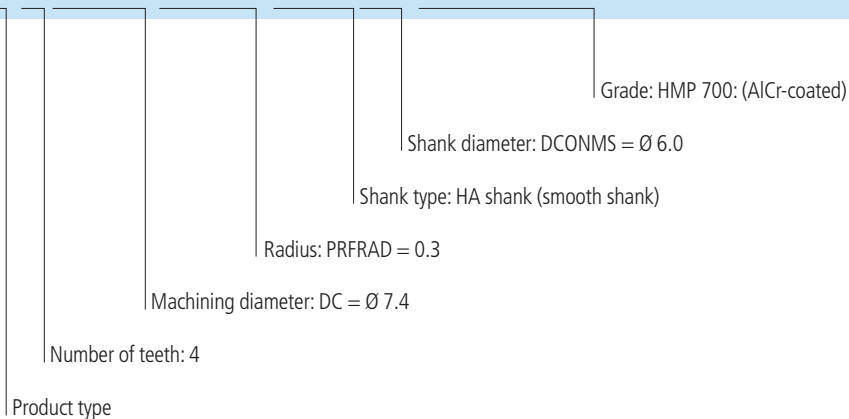 Grade: HMP 700: (AlCr-coated)
Shank diameter: DCONMS = Ø 6.0
Shank type: HA shank (smooth shank)
Radius: PRFRAD = 0.3
Machining diameter: DC = Ø 7.4
Number of teeth: 4
Product type